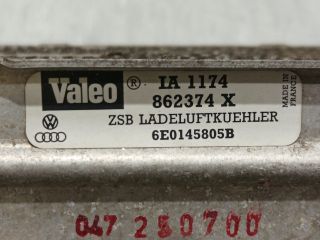 Valeo ® IA 1174
862374 X
MADE IN
FRANCE
ZSB LADELUFTKUEHLER
6E0145805B
047 250700